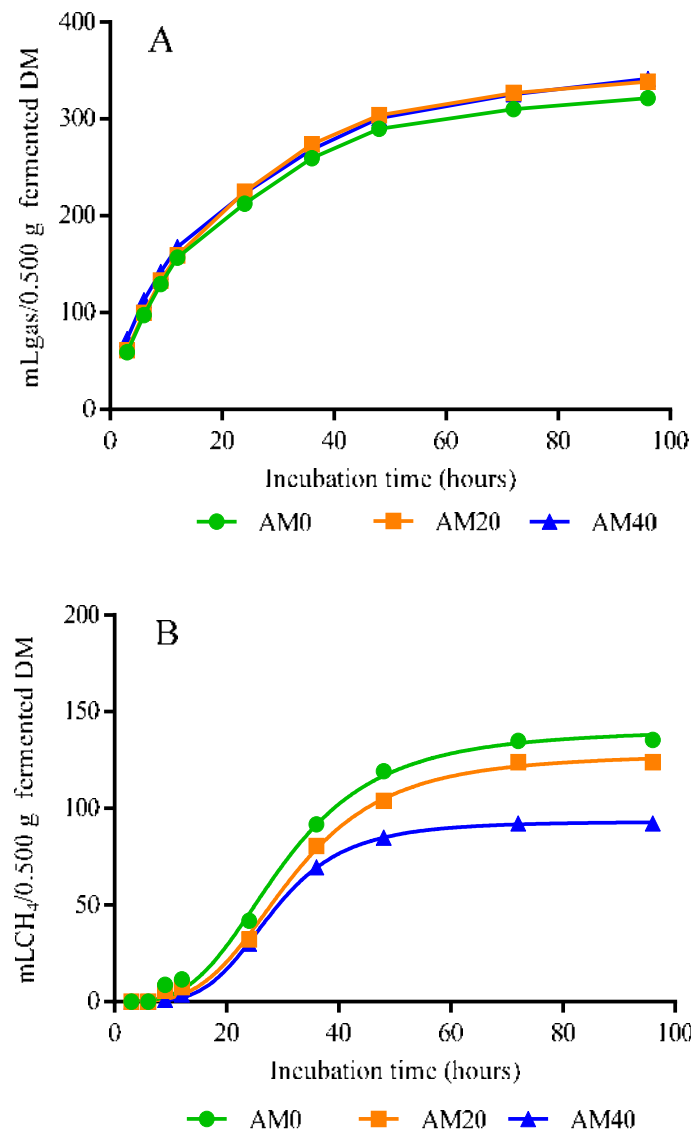 A
400
300
200
100
0
mLgas/0.500 g fermented DM
0 20 40 60 80 100
Incubation time (hours)
AM0 AM20 AM40
B
200
150
100
50
0
mLCH₄/0.500 g fermented DM
0 20 40 60 80 100
Incubation time (hours)
AM0 AM20 AM40